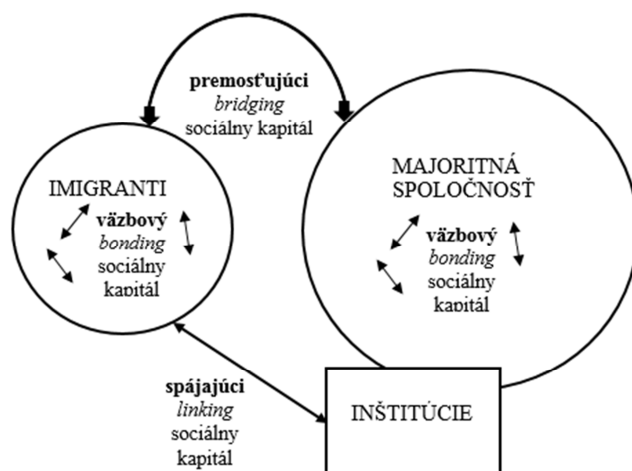 premosťujúci
bridging
sociálny kapitál
IMIGRANTI
väzbový
bonding
sociálny
kapitál
MAJORITNÁ
SPOLOČNOSŤ
väzbový
bonding
sociálny
kapitál
spájajúci
linking
sociálny
kapitál
INŠTITÚCIE